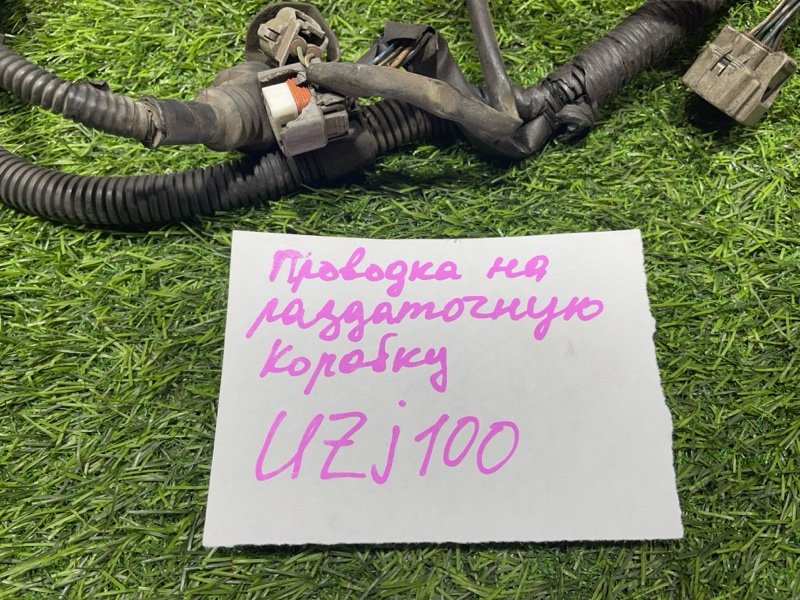 Проводка на
раздаточную
Коробку
UZj100